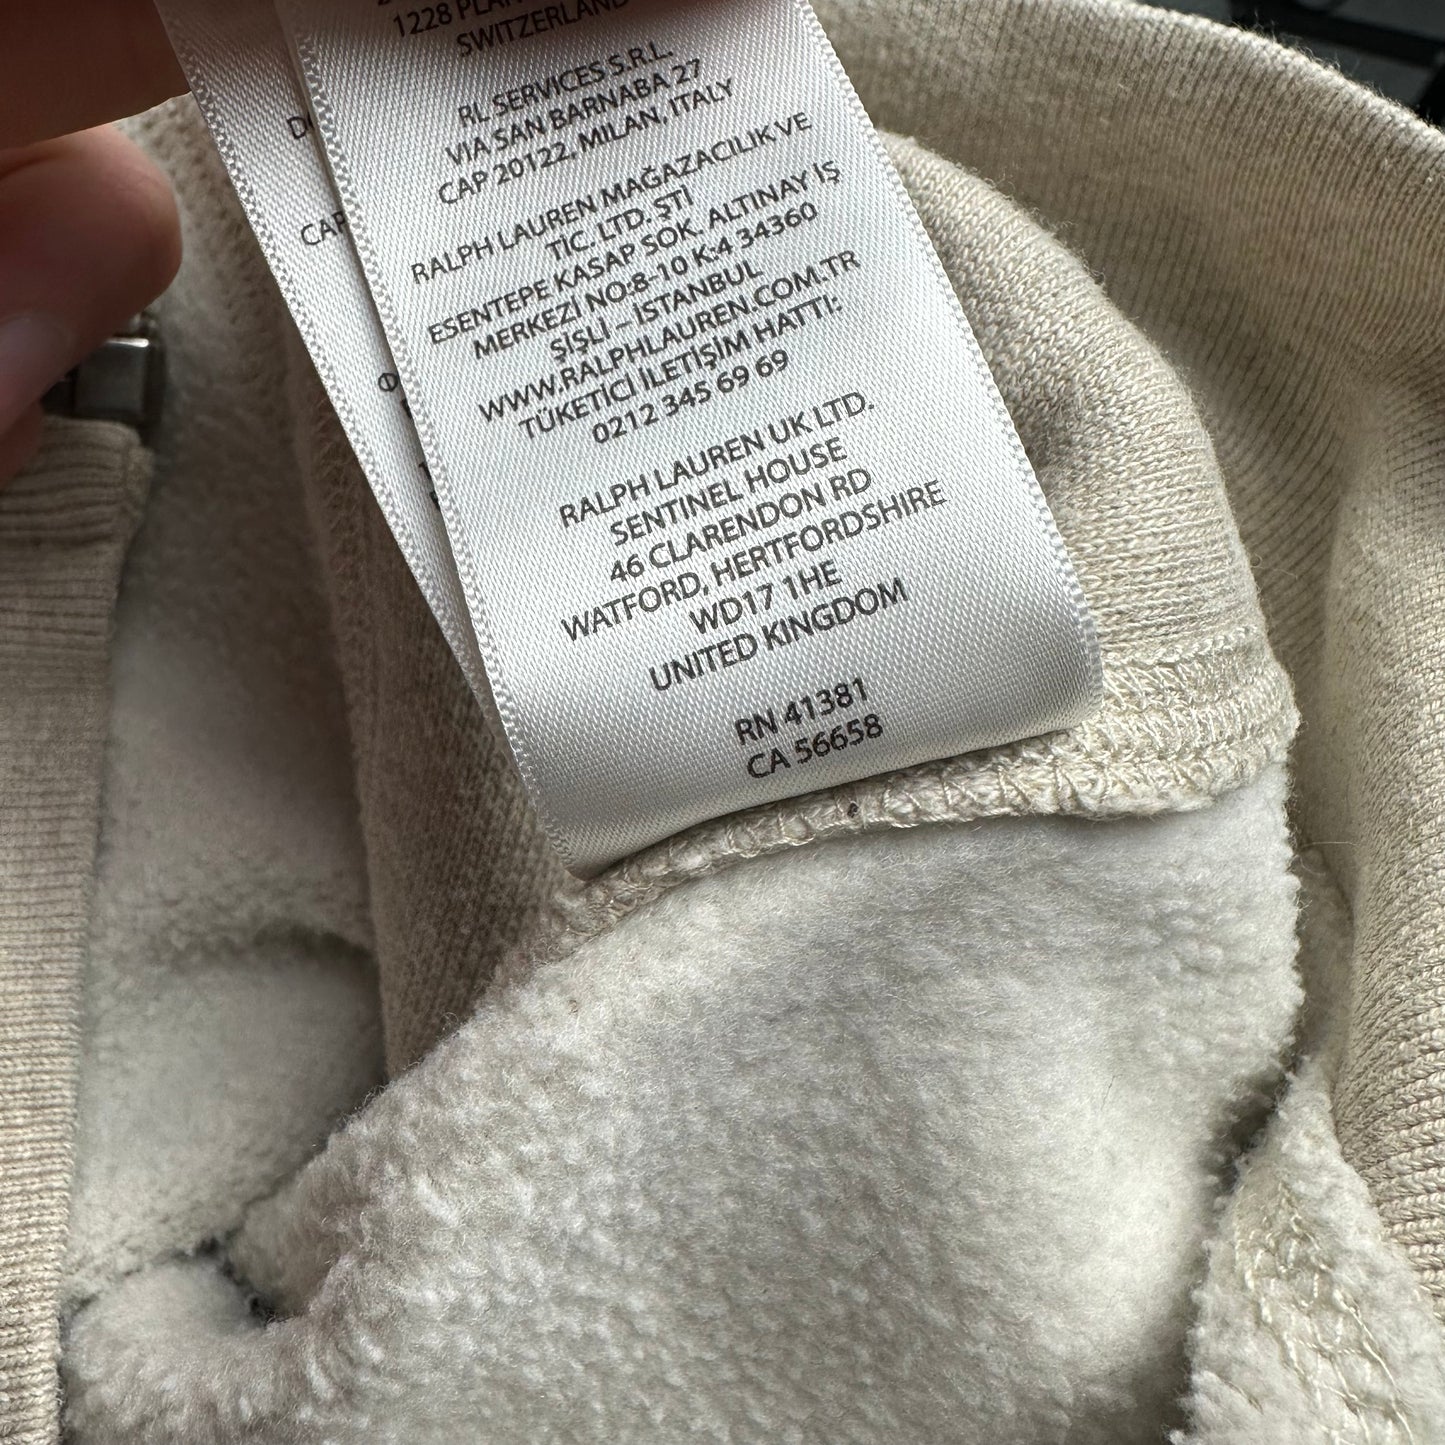 1228 PLAN
SWITZERLAND
RL SERVICES S.R.L.
VIA SAN BARNABA 27
CAP 20122, MILAN, ITALY
RALPH LAUREN MAĞAZACILIK VE
TİC. LTD. ŞTİ
ESENTEPE KASAP SOK. ALTINAY İŞ
MERKEZİ NO:8-10 K:4 34360
ŞİŞLİ – İSTANBUL
WWW.RALPHLAUREN.COM.TR
TÜKETİCİ İLETİŞİM HATTI:
0212 345 69 69
RALPH LAUREN UK LTD.
SENTINEL HOUSE
46 CLARENDON RD
WATFORD, HERTFORDSHIRE
WD17 1HE
UNITED KINGDOM
RN 41381
CA 56658